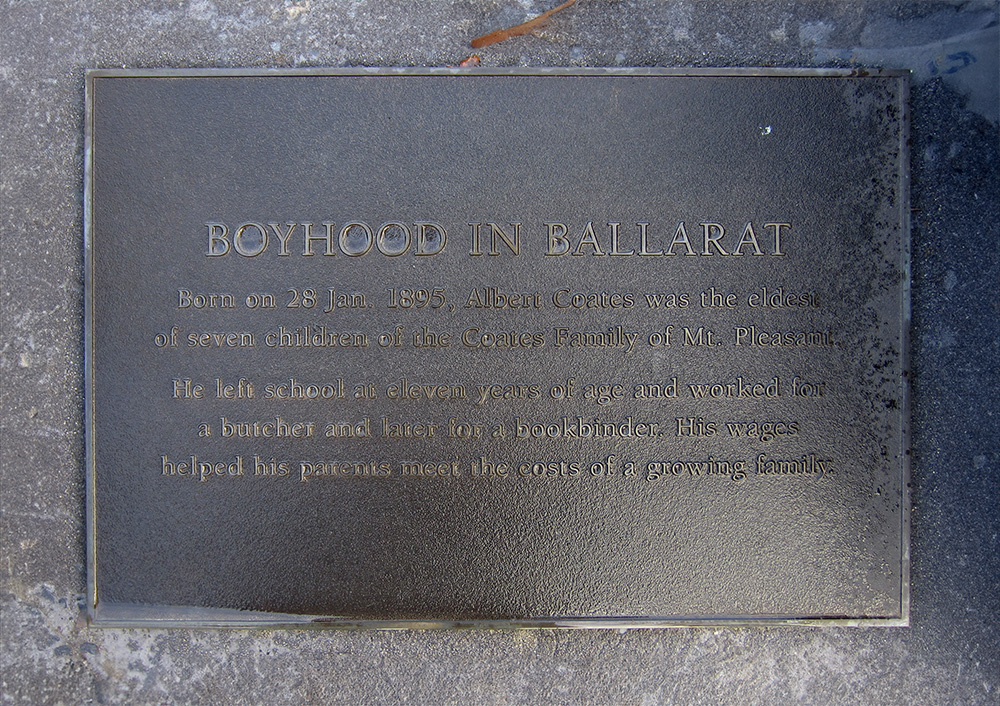 BOYHOOD IN BALLARAT
Born on 28 Jan. 1895, Albert Coates was the eldest
of seven children of the Coates Family of Mt. Pleasant.
He left school at eleven years of age and worked for
a butcher and later for a bookbinder. His wages
helped his parents meet the costs of a growing family.